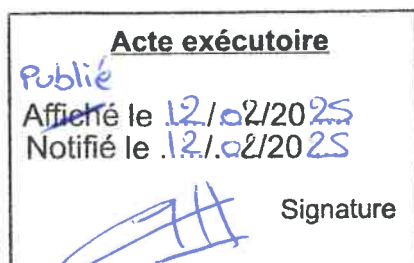 Acte exécutoire
Publié
Affiché le 12/02/2025
Notifié le .12/.02/2025
Signature